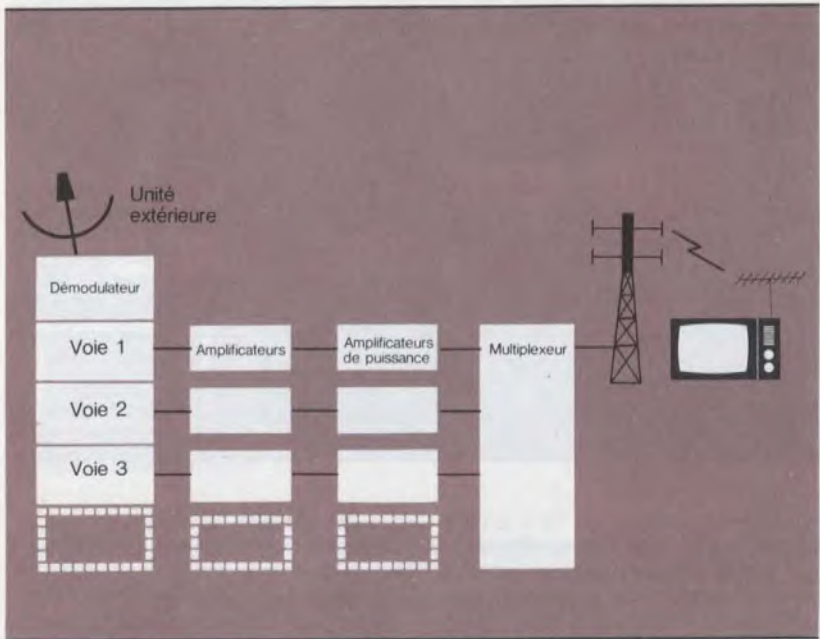 Unité
extérieure
Démodulateur
Voie 1
Amplificateurs
Amplificateurs
de puissance
Multiplexeur
Voie 2
Voie 3